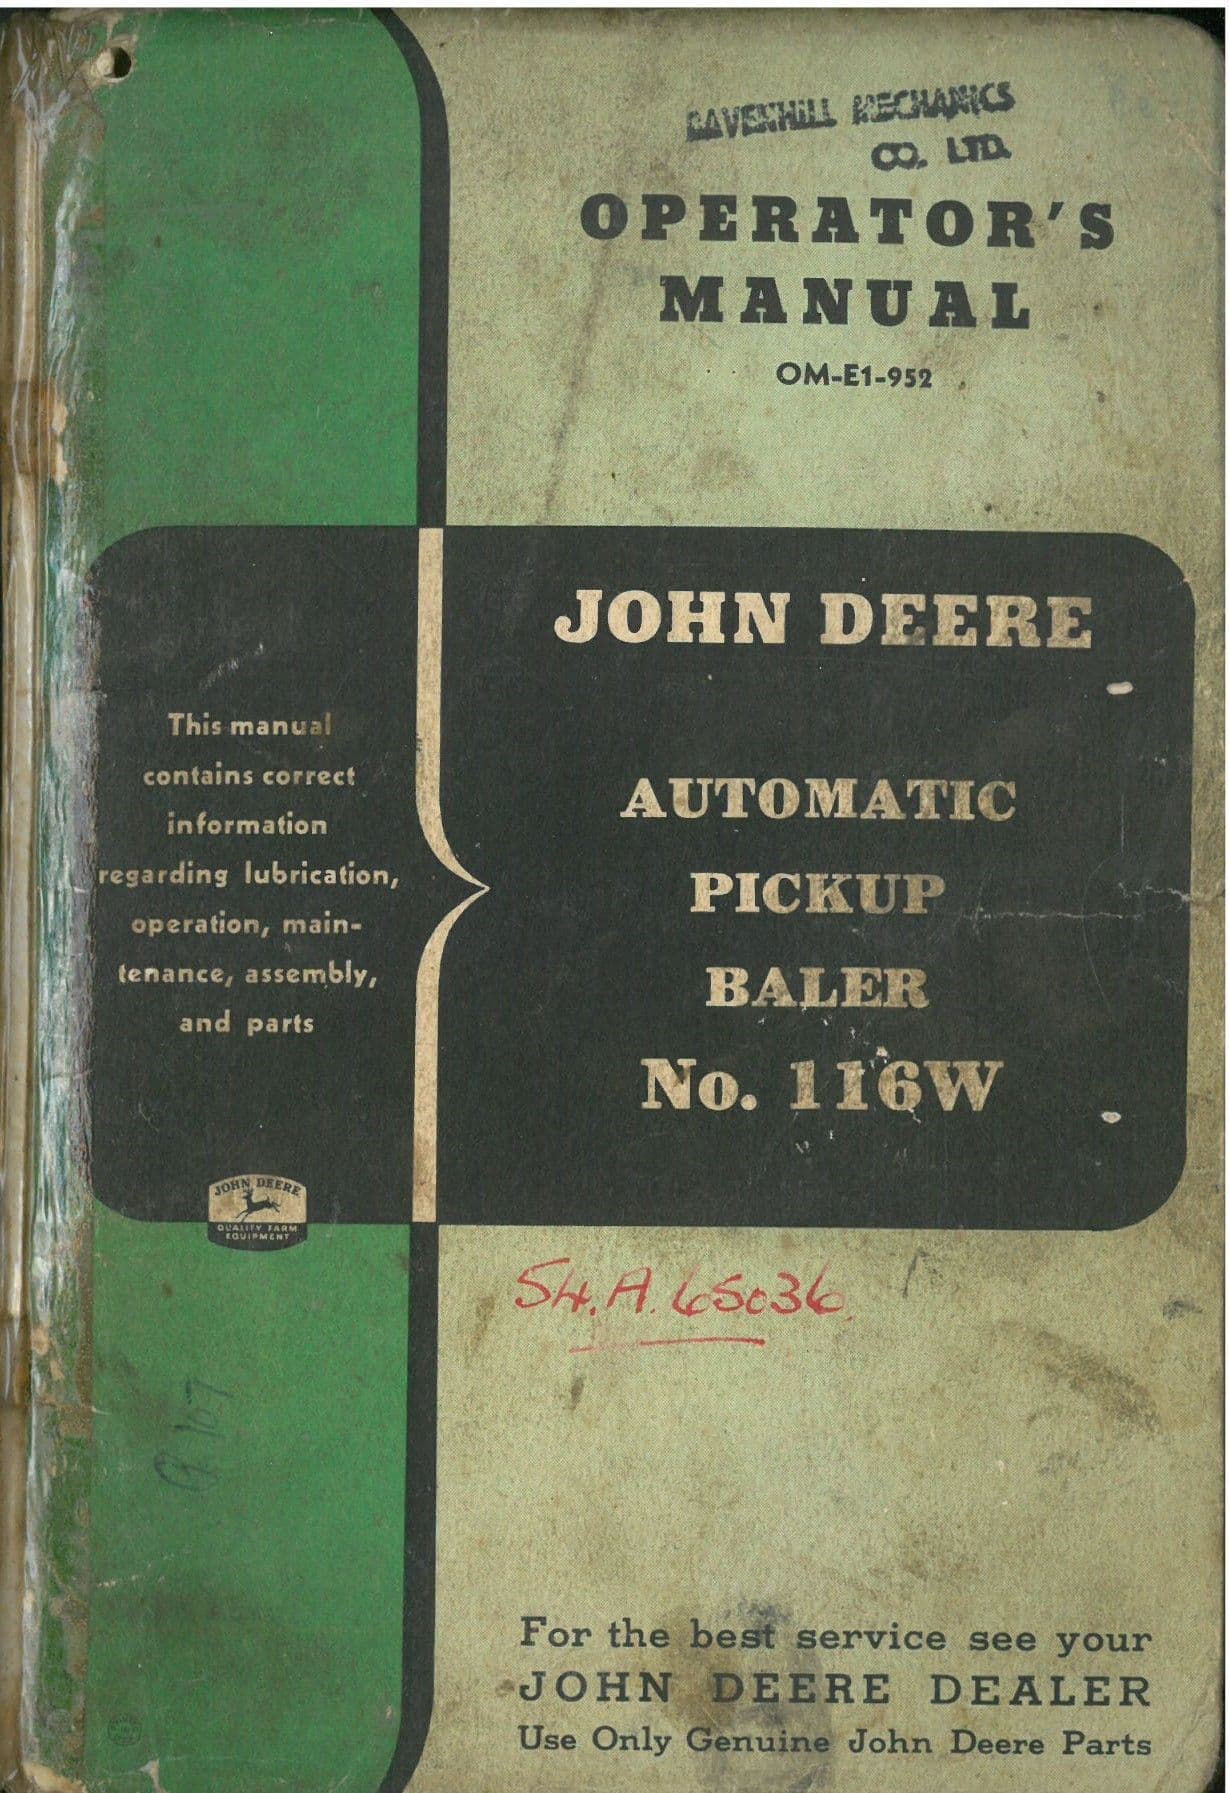 RAVENHILL MECHANICS
CO. LTD.
OPERATOR'S
MANUAL
OM-E1-952
JOHN DEERE
AUTOMATIC
PICKUP
BALER
No. 116W
This manual
contains correct
information
regarding lubrication,
operation, main-
tenance, assembly,
and parts
JOHN DEERE
QUALITY FARM
EQUIPMENT
54.A.65036.
G 107
For the best service see your
JOHN DEERE DEALER
Use Only Genuine John Deere Parts